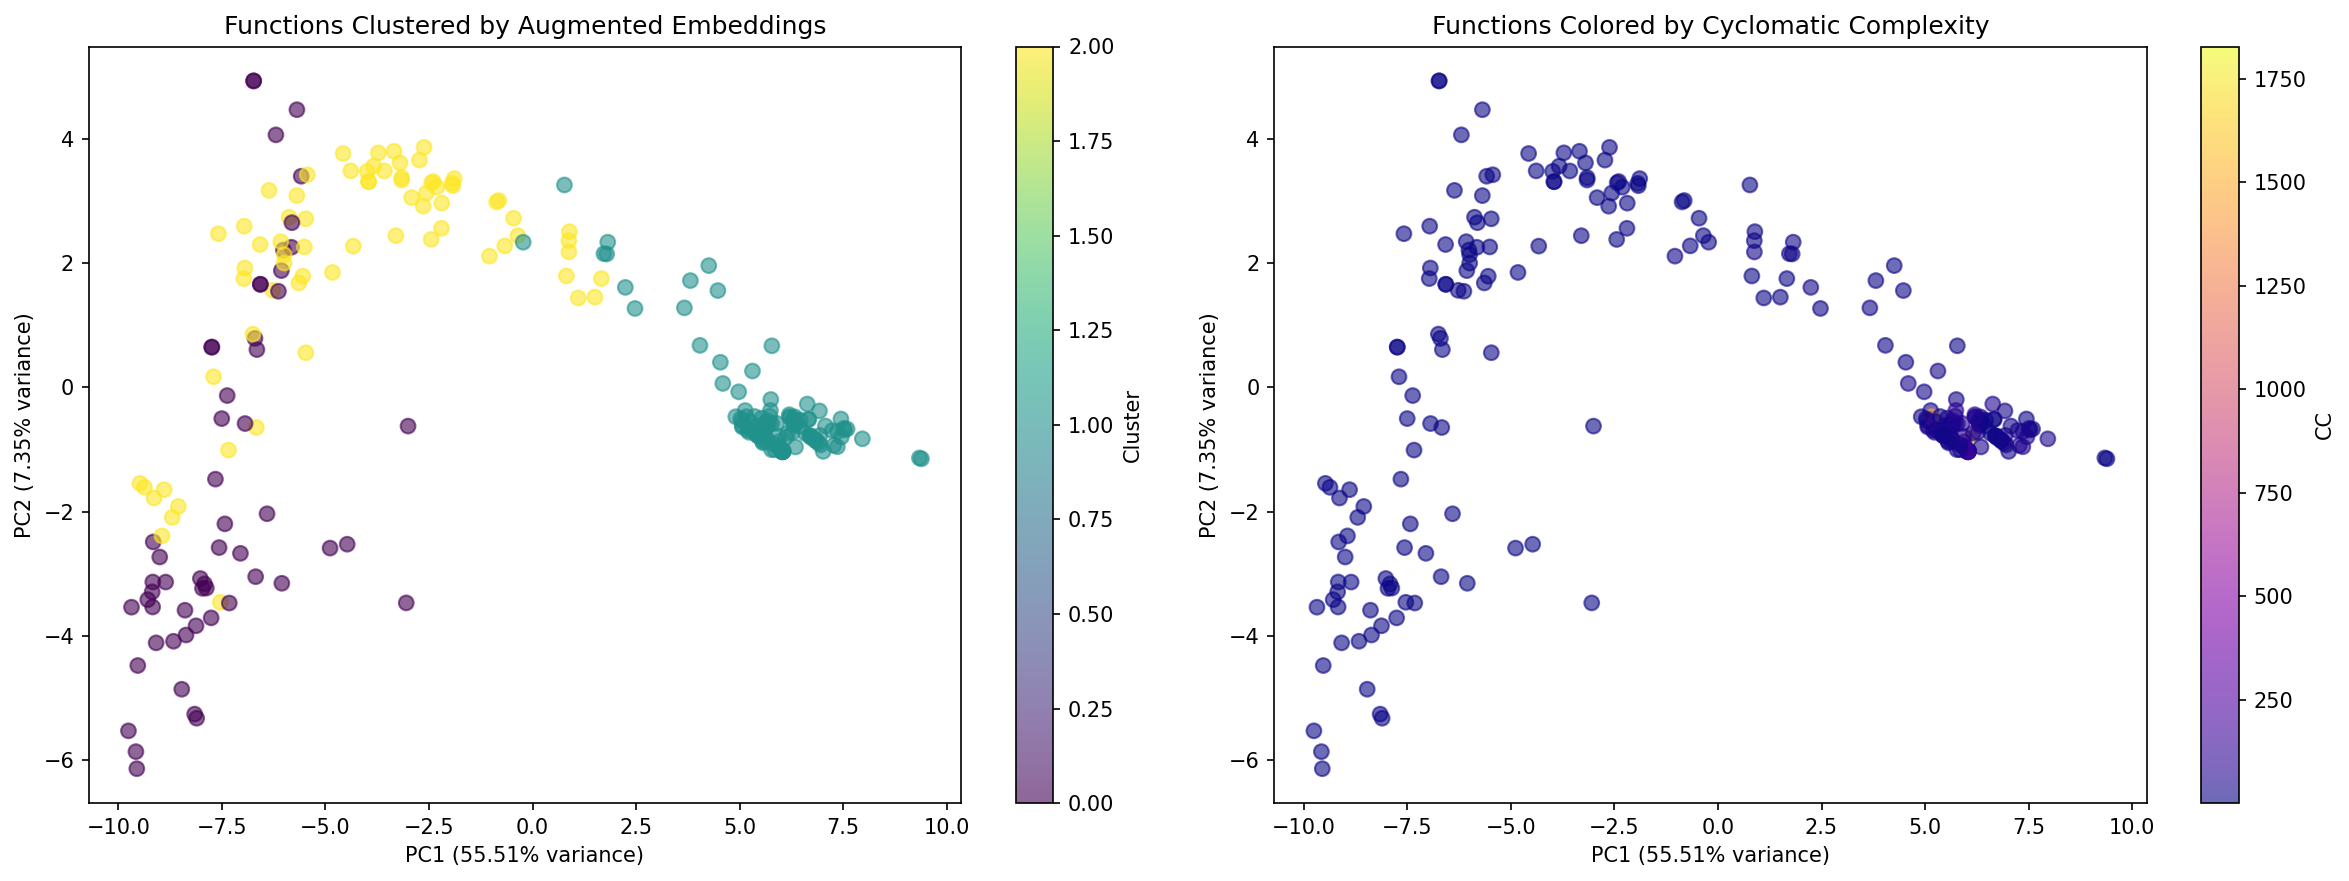 Functions Clustered by Augmented Embeddings
4
2
0
−2
−4
−6
PC2 (7.35% variance)
−10.0 −7.5 −5.0 −2.5 0.0 2.5 5.0 7.5 10.0
PC1 (55.51% variance)
2.00
1.75
1.50
1.25
1.00
0.75
0.50
0.25
0.00
Cluster
Functions Colored by Cyclomatic Complexity
4
2
0
−2
−4
−6
PC2 (7.35% variance)
−10.0 −7.5 −5.0 −2.5 0.0 2.5 5.0 7.5 10.0
PC1 (55.51% variance)
1750
1500
1250
1000
750
500
250
CC